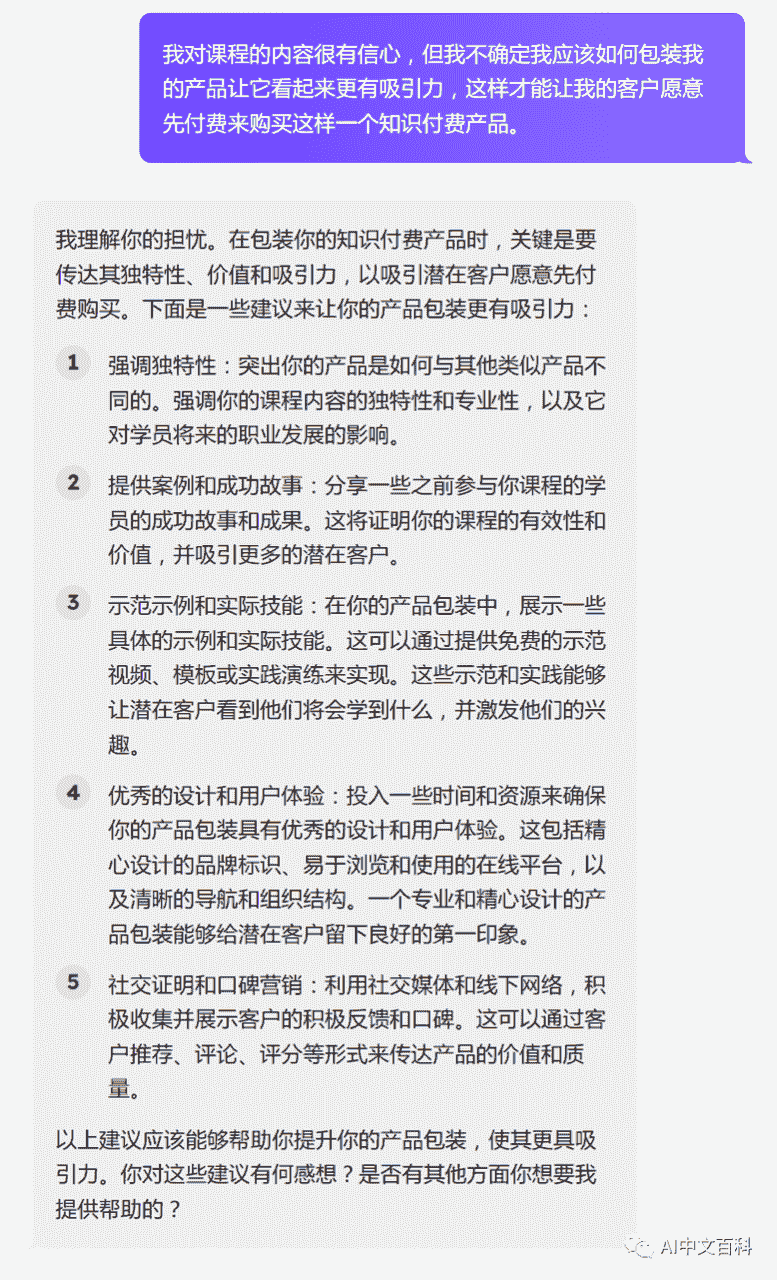 我对课程的内容很有信心，但我不确定我应该如何包装我
的产品让它看起来更有吸引力，这样才能让我的客户愿意
先付费来购买这样一个知识付费产品。
我理解你的担忧。在包装你的知识付费产品时，关键是要
传达其独特性、价值和吸引力，以吸引潜在客户愿意先付
费购买。下面是一些建议来让你的产品包装更有吸引力：
1 强调独特性：突出你的产品是如何与其他类似产品不
同的。强调你的课程内容的独特性和专业性，以及它
对学员将来的职业发展的影响。
2 提供案例和成功故事：分享一些之前参与你课程的学
员的成功故事和成果。这将证明你的课程的有效性和
价值，并吸引更多的潜在客户。
3 示范示例和实际技能：在你的产品包装中，展示一些
具体的示例和实际技能。这可以通过提供免费的示范
视频、模板或实践演练来实现。这些示范和实践能够
让潜在客户看到他们将会学到什么，并激发他们的兴
趣。
4 优秀的设计和用户体验：投入一些时间和资源来确保
你的产品包装具有优秀的设计和用户体验。这包括精
心设计的品牌标识、易于浏览和使用的在线平台，以
及清晰的导航和组织结构。一个专业和精心设计的产
品包装能够给潜在客户留下良好的第一印象。
5 社交证明和口碑营销：利用社交媒体和线下网络，积
极收集并展示客户的积极反馈和口碑。这可以通过客
户推荐、评论、评分等形式来传达产品的价值和质
量。
以上建议应该能够帮助你提升你的产品包装，使其更具吸
引力。你对这些建议有何感想？是否有其他方面你想要我
提供帮助的？
AI中文百科